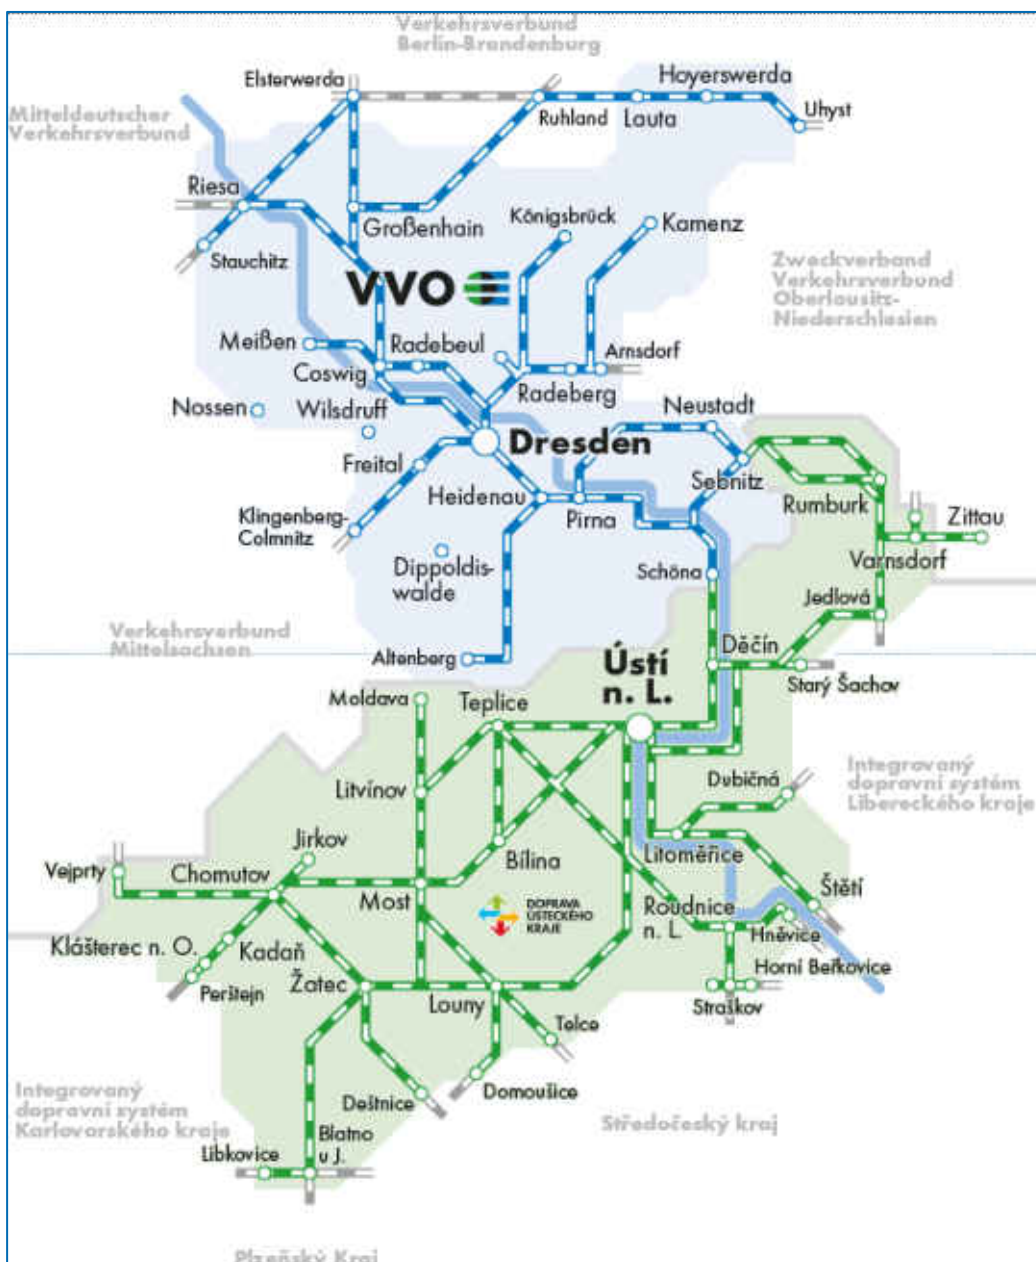 Verkehrsverbund
Berlin-Brandenburg
Elsterwerda
Hoyerswerda
Mitteldeutscher
Verkehrsverbund
Ruhland
Lauta
Uhyst
Riesa
Großenhain
Königsbrück
Kamenz
Stauchitz
Zweckverband
Verkehrsverbund
Oberlausitz-
Niederschlesien
VVO
Meißen
Radebeul
Arnsdorf
Coswig
Radeberg
Nossen
Wilsdruff
Neustadt
Dresden
Freital
Sebnitz
Heidenau
Pirna
Rumburk
Klingenberg-
Colmnitz
Zittau
Dippoldis-
walde
Schöna
Varnsdorf
Jedlová
Verkehrsverbund
Mittelsachsen
Altenberg
Ústí
n. L.
Děčín
Starý Šachov
Moldava
Teplice
Dubičná
Integrovaný
dopravní systém
Libereckého kraje
Litvínov
Jirkov
Bílina
Litoměřice
Vejprty
Chomutov
Most
DOPRAVA
ÚSTECKÉHO
KRAJE
Roudnice
n. L.
Štětí
Hněvice
Klášterec n. O.
Kadaň
Horní Beřkovice
Perštejn
Žatec
Louny
Straškov
Telce
Domoušice
Deštnice
Integrovaný
dopravní systém
Karlovarského kraje
Středočeský kraj
Libkovice
Blatno
u J.
Plzeňský Kraj